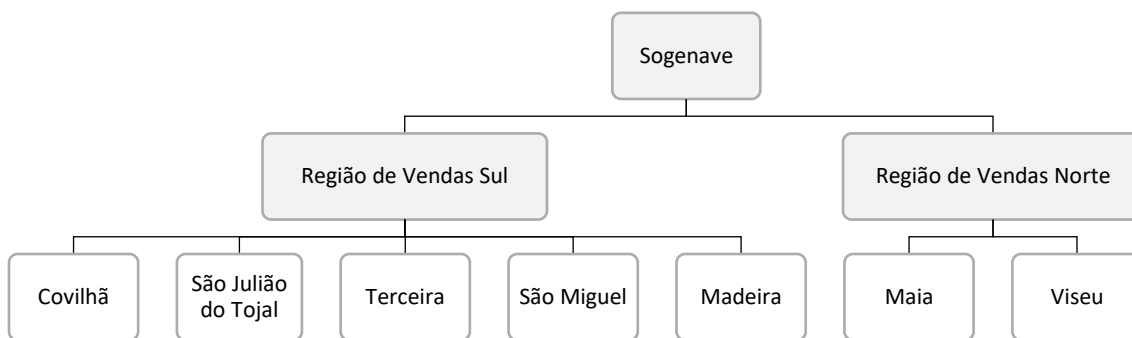 Sogenave
Região de Vendas Sul
Região de Vendas Norte
Covilhã
São Julião
do Tojal
Terceira
São Miguel
Madeira
Maia
Viseu